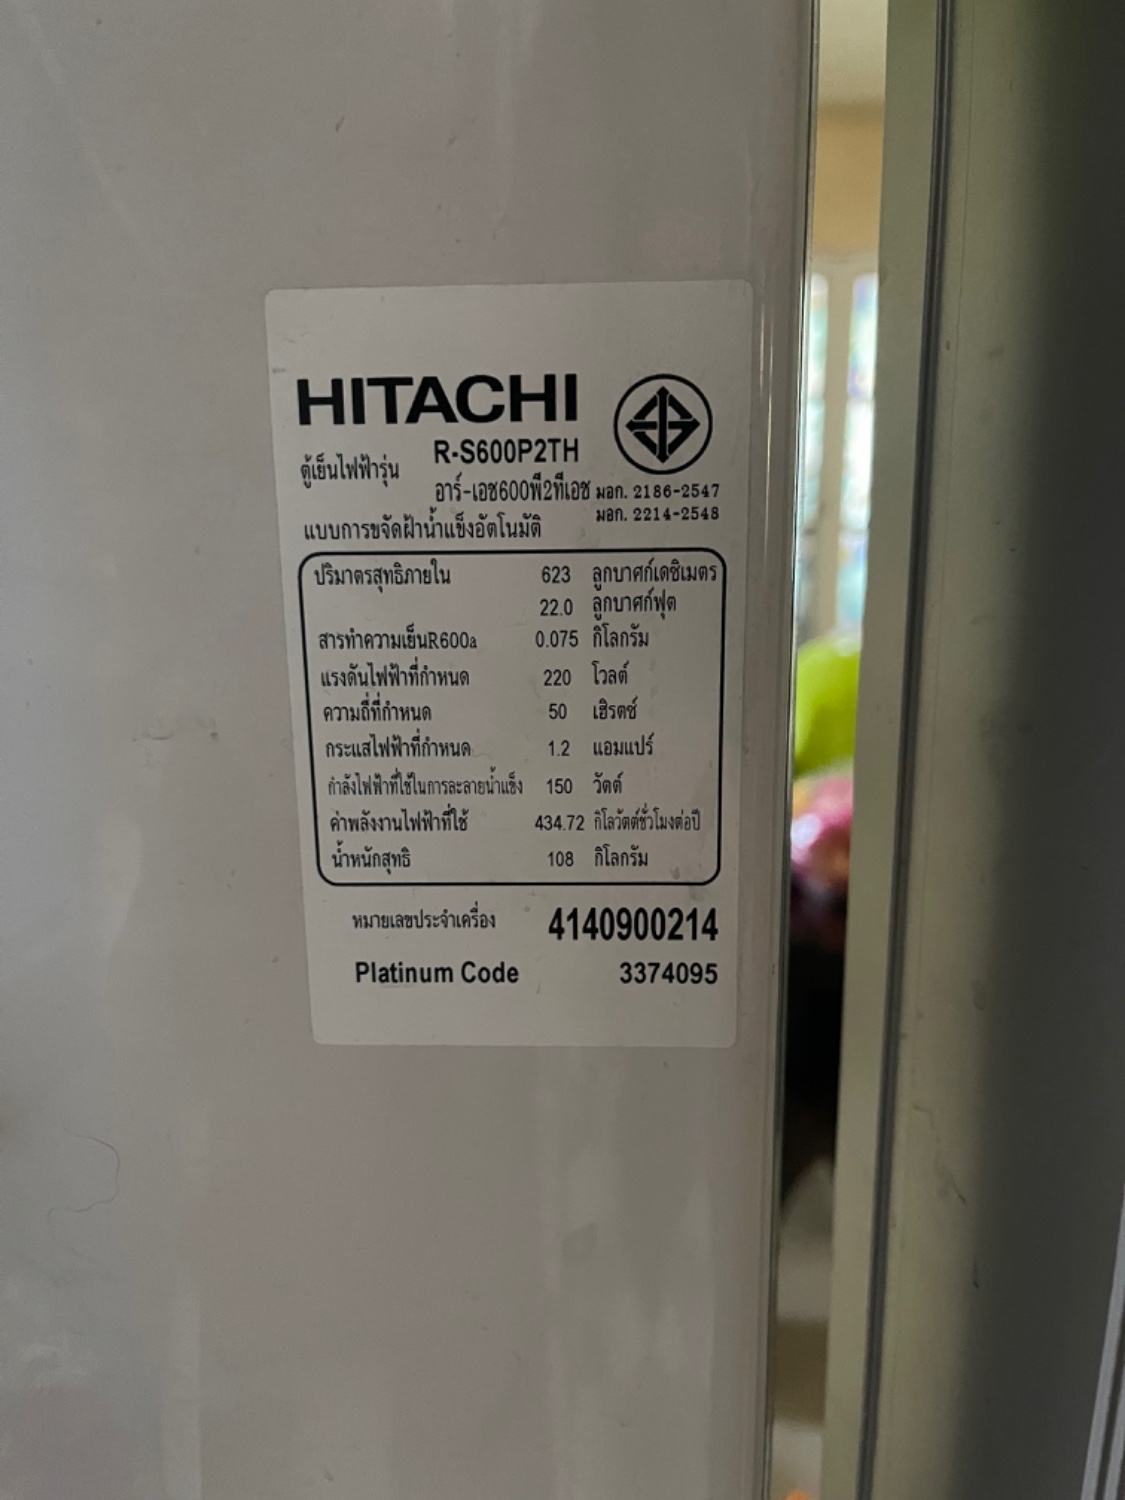 HITACHI
ตู้เย็นไฟฟ้ารุ่น R-S600P2TH
อาร์-เอช600พี2ทีเอช มอก. 2186-2547
มอก. 2214-2548
แบบการขจัดฝ้าน้ำแข็งอัตโนมัติ
ปริมาตรสุทธิภายใน 623 ลูกบาศก์เดซิเมตร
22.0 ลูกบาศก์ฟุต
สารทำความเย็นR600a 0.075 กิโลกรัม
แรงดันไฟฟ้าที่กำหนด 220 โวลต์
ความถี่ที่กำหนด 50 เฮิรตซ์
กระแสไฟฟ้าที่กำหนด 1.2 แอมแปร์
กำลังไฟฟ้าที่ใช้ในการละลายน้ำแข็ง 150 วัตต์
ค่าพลังงานไฟฟ้าที่ใช้ 434.72 กิโลวัตต์ชั่วโมงต่อปี
น้ำหนักสุทธิ 108 กิโลกรัม
หมายเลขประจำเครื่อง 4140900214
Platinum Code 3374095